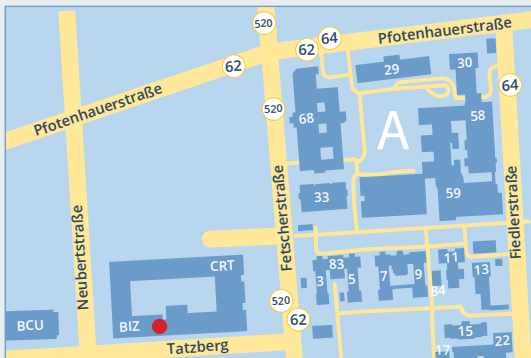 520
64
Pfotenhauerstraße
62
62
30
29
64
Pfotenhauerstraße
520
68
A
58
33
59
Fetscherstraße
Fiedlerstraße
Neubertstraße
CRT
83
3
5
7
9
11
13
84
520
62
BCU
BIZ
15
22
17
Tatzberg